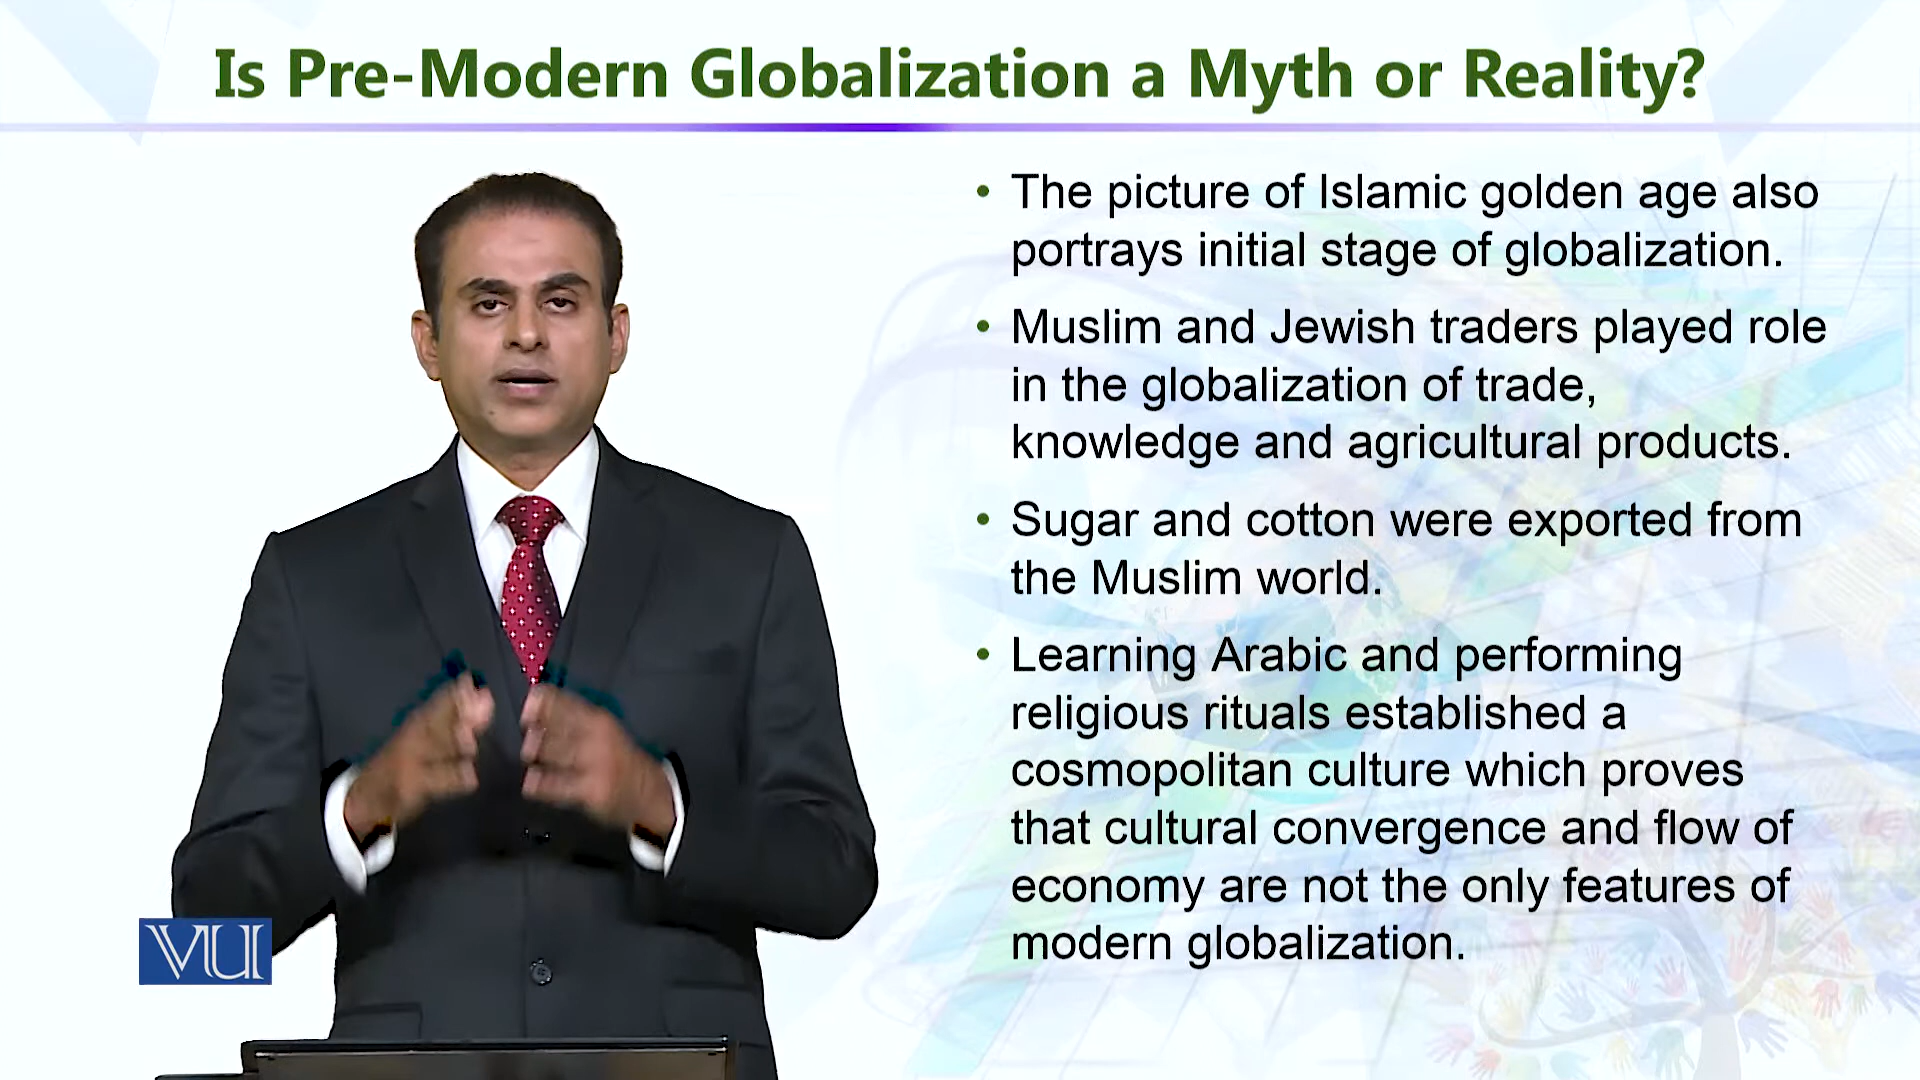 Is Pre-Modern Globalization a Myth or Reality?
• The picture of Islamic golden age also
portrays initial stage of globalization.
• Muslim and Jewish traders played role
in the globalization of trade,
knowledge and agricultural products.
• Sugar and cotton were exported from
the Muslim world.
• Learning Arabic and performing
religious rituals established a
cosmopolitan culture which proves
that cultural convergence and flow of
economy are not the only features of
modern globalization.
VU